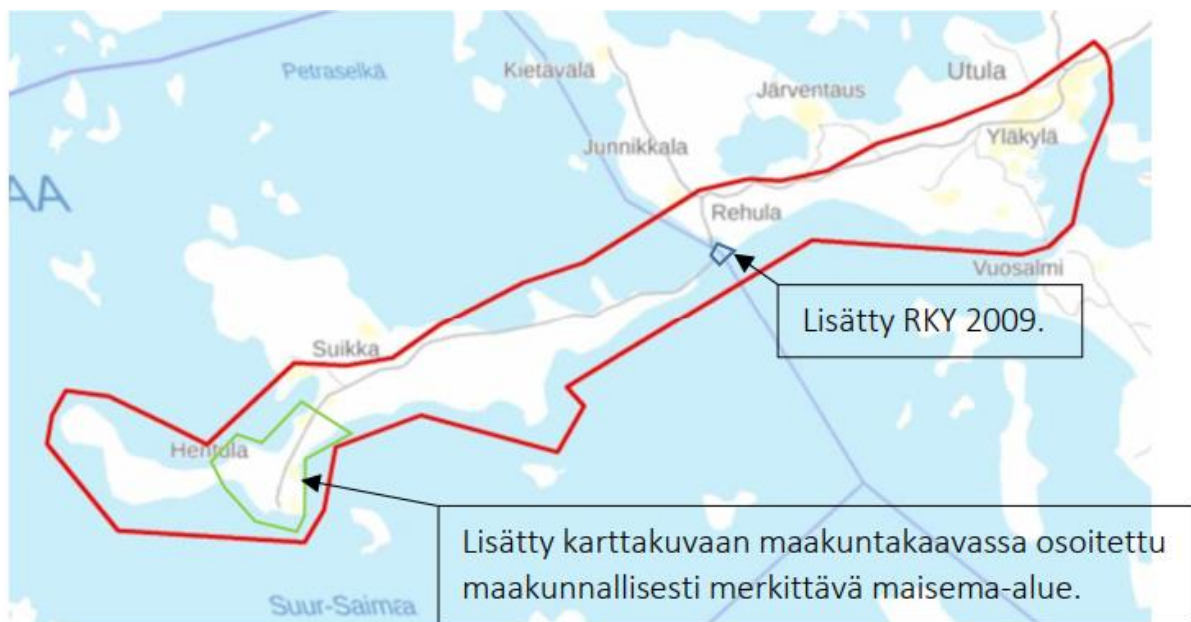 Utula
Petraselkä
Kietävälä
Järventaus
Yläkylä
Junnikkala
AA
Rehula
Vuosalmi
Lisätty RKY 2009.
Suikka
Hentula
Lisätty karttakuvaan maakuntakaavassa osoitettu
maakunnallisesti merkittävä maisema-alue.
Suur-Saimaa